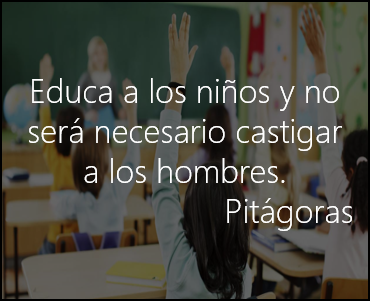 Educa a los niños y no
será necesario castigar
a los hombres.
Pitágoras